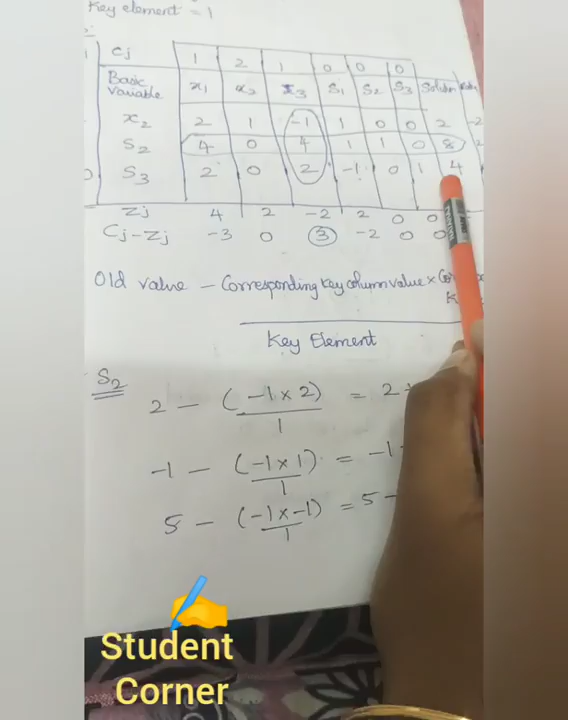 Key element = 1
Cj 1 2 1 0 0 0
Basic variable x1 x2 x3 S1 S2 S3 Solution
x2 2 1 -1 1 0 0 2 -2
S2 4 0 4 1 1 0 8
0 S3 2 0 2 -1 0 1 4
Zj 4 2 -2 2 0 0
Cj-Zj -3 0 3 -2 0 0
Old value - Corresponding key column value ×
Key Element
S2
2 - (-1 × 2) / 1 = 2
-1 - (-1 × 1) / 1 = -1
5 - (-1 × -1) / 1 = 5 -
✍️
Student
Corner